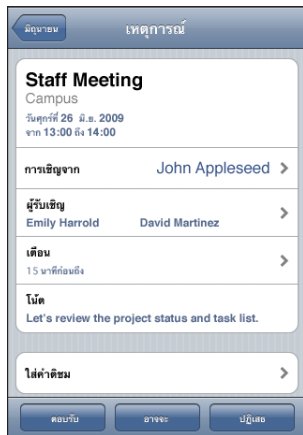 มิถุนายน
เหตุการณ์
Staff Meeting
Campus
วันศุกร์ที่ 26 มิ.ย. 2009
จาก 13:00 ถึง 14:00
การเชิญจาก John Appleseed
ผู้รับเชิญ
Emily Harrold David Martinez
เตือน
15 นาทีก่อนถึง
โน้ต
Let's review the project status and task list.
ใส่คำติชม
ตอบรับ อาจจะ ปฏิเสธ